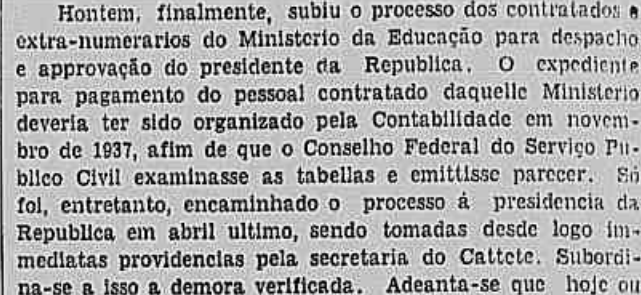 Hontem, finalmente, subiu o processo dos contratados e
extra-numerarios do Ministerio da Educação para despacho
e approvação do presidente da Republica. O expediente
para pagamento do pessoal contratado daquelle Ministerio
deveria ter sido organizado pela Contabilidade em novem-
bro de 1937, afim de que o Conselho Federal do Serviço Pu-
blico Civil examinasse as tabellas e emittisse parecer. Só
foi, entretanto, encaminhado o processo á presidencia da
Republica em abril ultimo, sendo tomadas desde logo im-
mediatas providencias pela secretaria do Cattete. Subordi-
na-se a isso a demora verificada. Adeanta-se que hoje ou